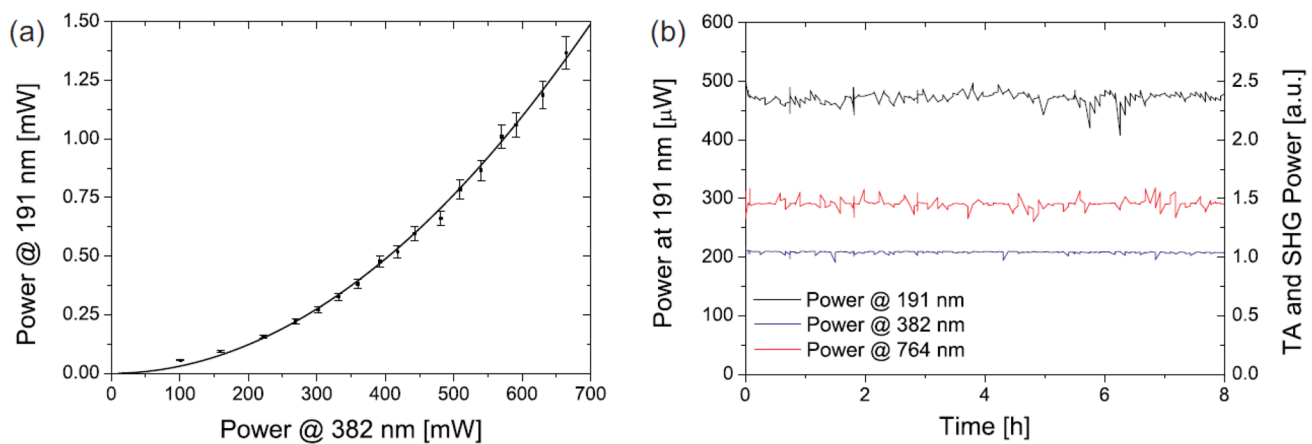 (a)
1.50
1.25
1.00
0.75
0.50
0.25
0.00
Power @ 191 nm [mW]
100 200 300 400 500 600 700
Power @ 382 nm [mW]
(b)
600
500
400
300
200
100
0
Power at 191 nm [μW]
Power @ 191 nm
Power @ 382 nm
Power @ 764 nm
0 2 4 6 8
Time [h]
3.0
2.5
2.0
1.5
1.0
0.5
0.0
TA and SHG Power [a.u.]